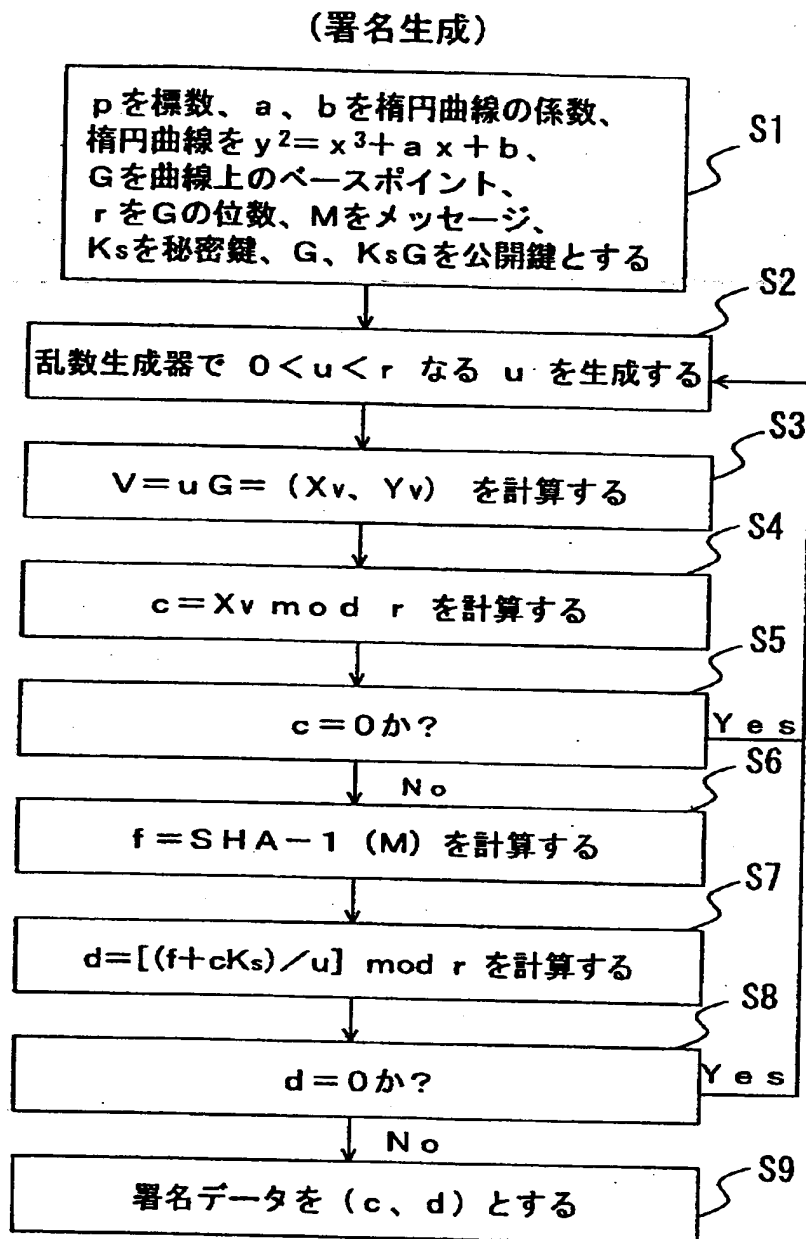 (署名生成)
pを標数、a、bを楕円曲線の係数、
楕円曲線をy²=x³+ax+b、
Gを曲線上のベースポイント、
rをGの位数、Mをメッセージ、
Ksを秘密鍵、G、KsGを公開鍵とする
S1
S2
乱数生成器で 0<u<r なる u を生成する
S3
V=uG=(Xv、Yv) を計算する
S4
c=Xv mod r を計算する
S5
c=0か?
Yes
No
S6
f=SHA-1(M)を計算する
S7
d=[(f+cKs)/u] mod r を計算する
S8
d=0か?
Yes
No
S9
署名データを(c、d)とする